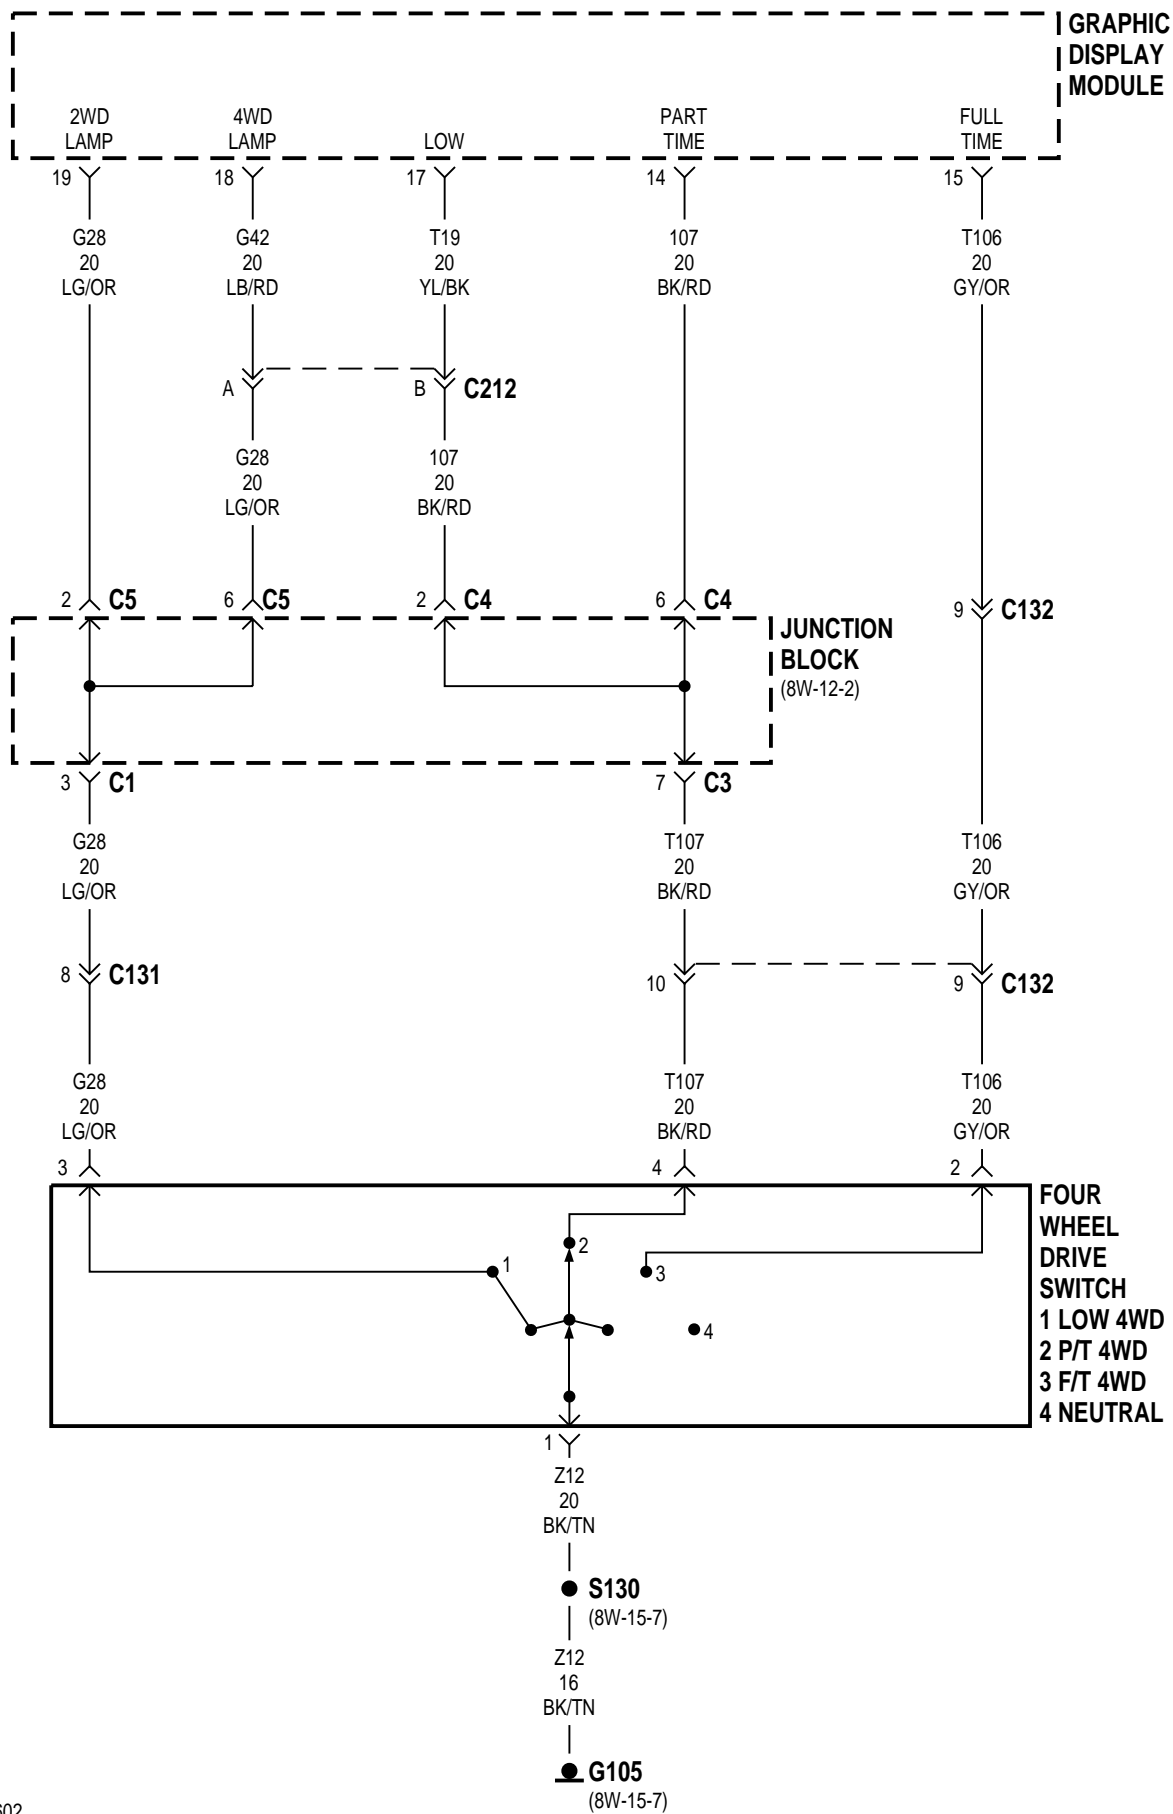 GRAPHIC
DISPLAY
MODULE
2WD
LAMP
4WD
LAMP
LOW
PART
TIME
FULL
TIME
19
18
17
14
15
G28
20
LG/OR
G42
20
LB/RD
T19
20
YL/BK
107
20
BK/RD
T106
20
GY/OR
A
B
C212
G28
20
LG/OR
107
20
BK/RD
2 C5
6 C5
2 C4
6 C4
9 C132
JUNCTION
BLOCK
(8W-12-2)
3 C1
7 C3
G28
20
LG/OR
T107
20
BK/RD
T106
20
GY/OR
8 C131
10
9 C132
G28
20
LG/OR
T107
20
BK/RD
T106
20
GY/OR
3
4
2
FOUR
WHEEL
DRIVE
SWITCH
1 LOW 4WD
2 P/T 4WD
3 F/T 4WD
4 NEUTRAL
1
2
3
4
1
Z12
20
BK/TN
S130
(8W-15-7)
Z12
16
BK/TN
G105
(8W-15-7)